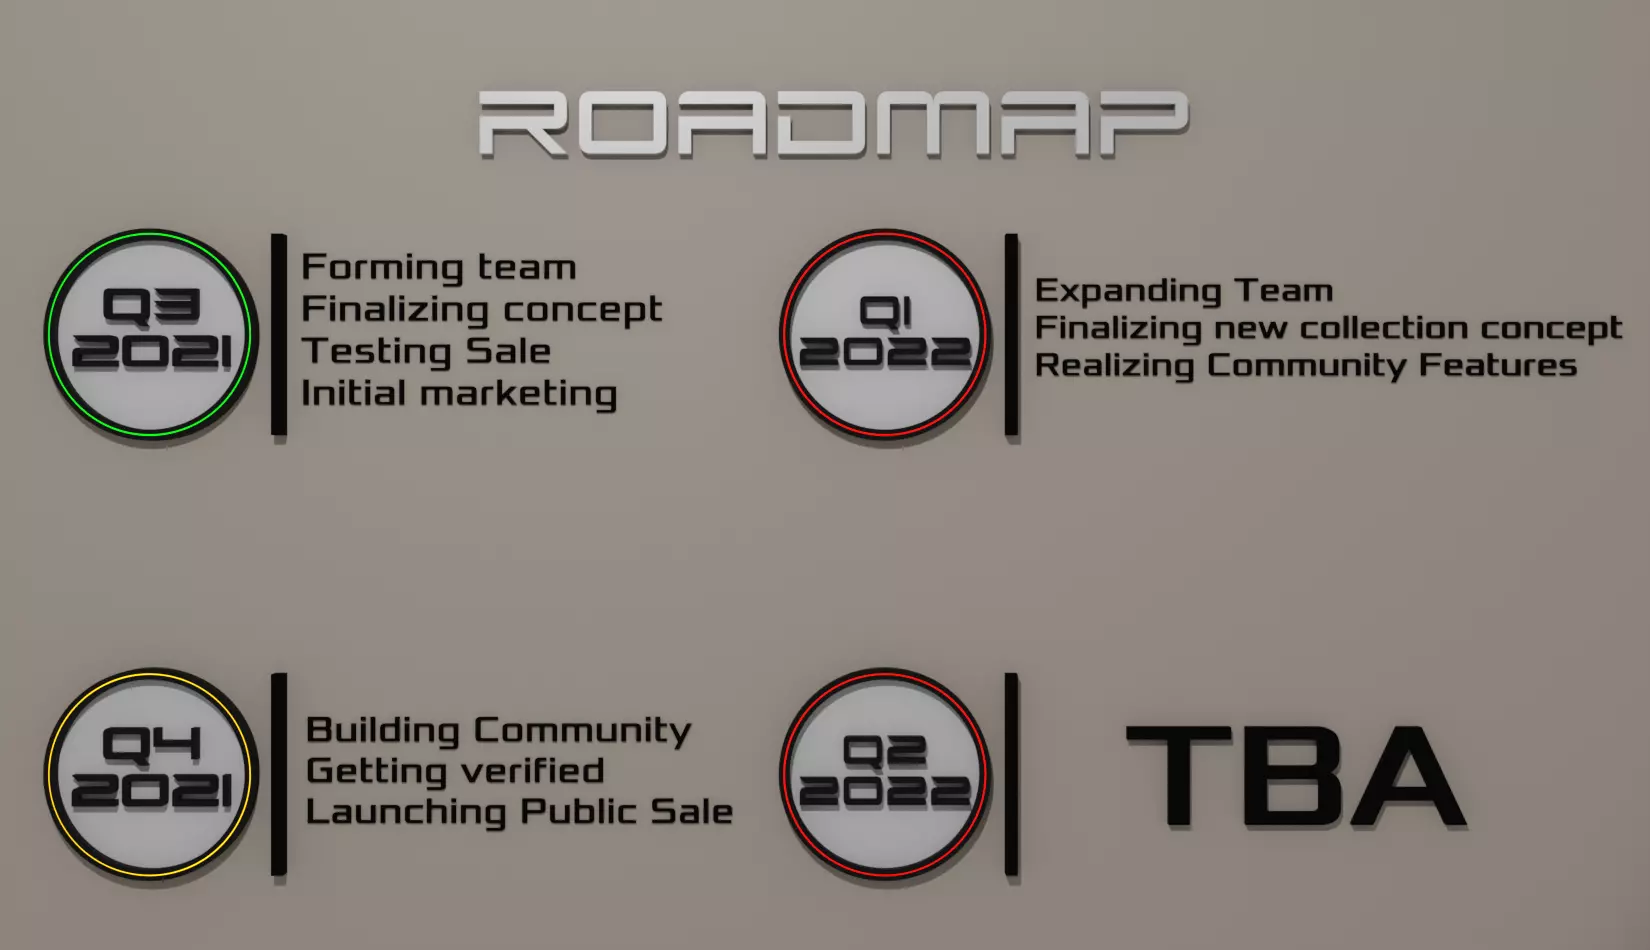 ROADMAP
Q3
2021
Forming team
Finalizing concept
Testing Sale
Initial marketing
Q1
2022
Expanding Team
Finalizing new collection concept
Realizing Community Features
Q4
2021
Building Community
Getting verified
Launching Public Sale
Q2
2022
TBA